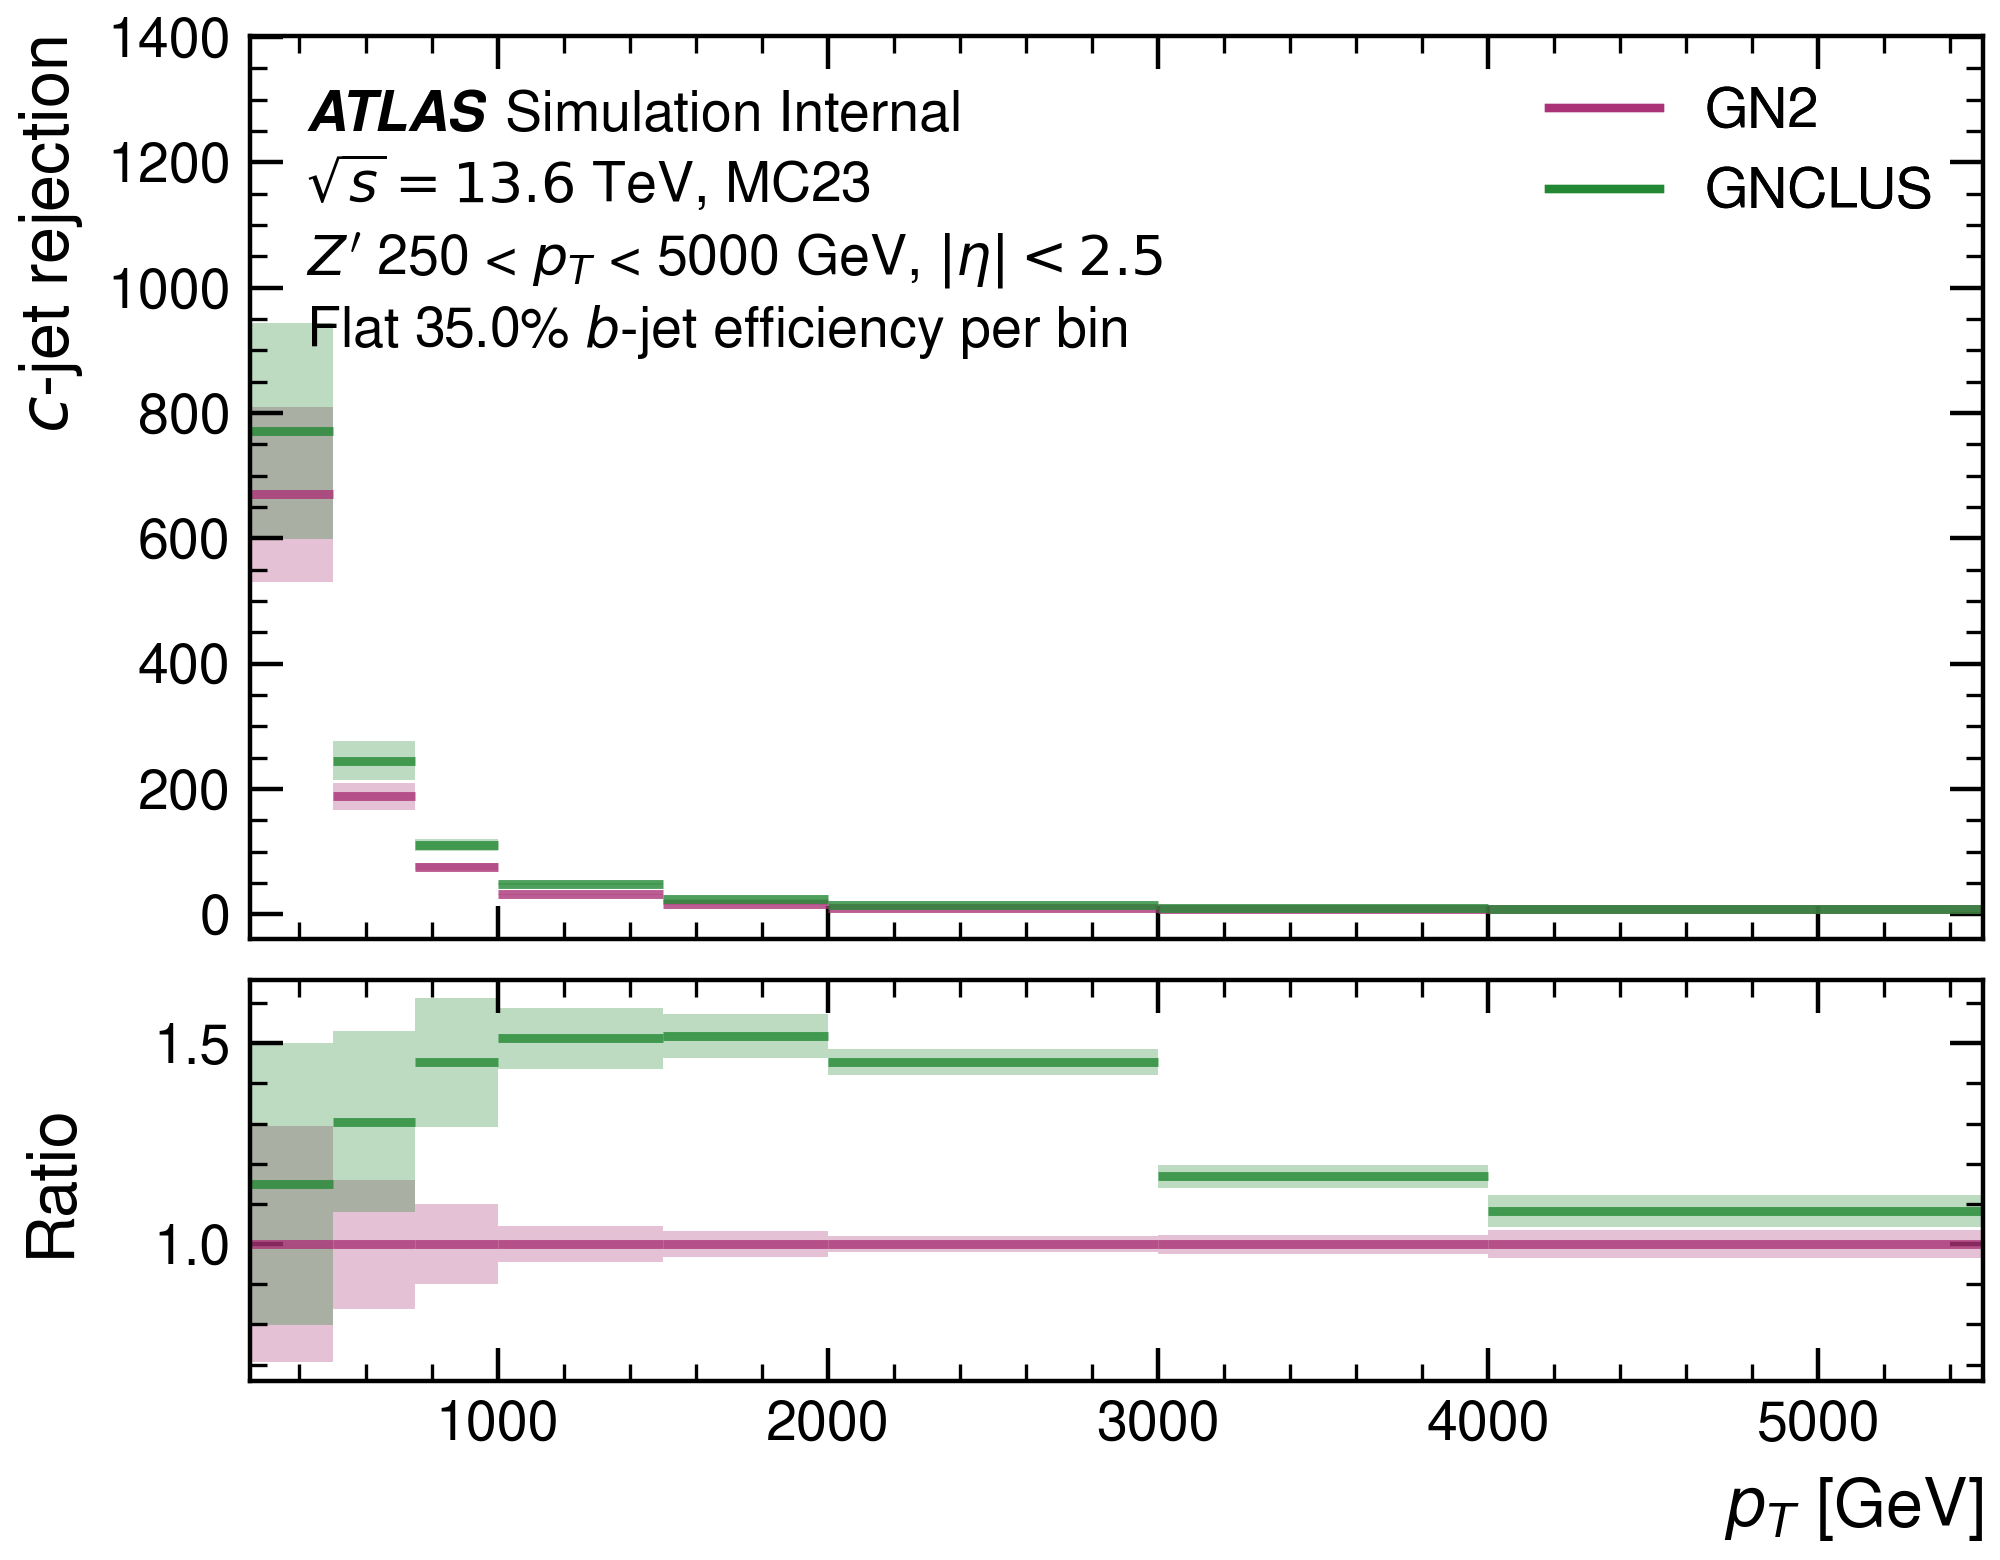 1400
1200
1000
800
600
400
200
0
c-jet rejection
ATLAS Simulation Internal
√s = 13.6 TeV, MC23
Z′ 250 < pT < 5000 GeV, |η| < 2.5
Flat 35.0% b-jet efficiency per bin
GN2
GNCLUS
1.5
1.0
Ratio
1000 2000 3000 4000 5000
pT [GeV]